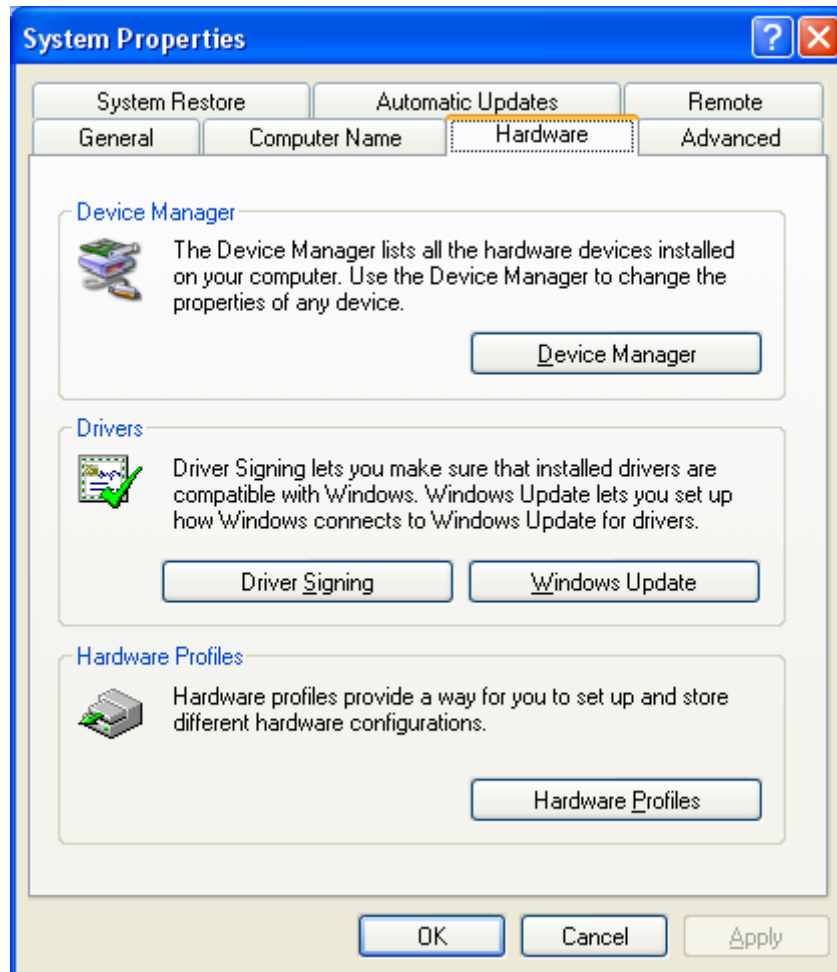 System Properties
System Restore
Automatic Updates
Remote
General
Computer Name
Hardware
Advanced
Device Manager
The Device Manager lists all the hardware devices installed
on your computer. Use the Device Manager to change the
properties of any device.
Device Manager
Drivers
Driver Signing lets you make sure that installed drivers are
compatible with Windows. Windows Update lets you set up
how Windows connects to Windows Update for drivers.
Driver Signing
Windows Update
Hardware Profiles
Hardware profiles provide a way for you to set up and store
different hardware configurations.
Hardware Profiles
OK
Cancel
Apply